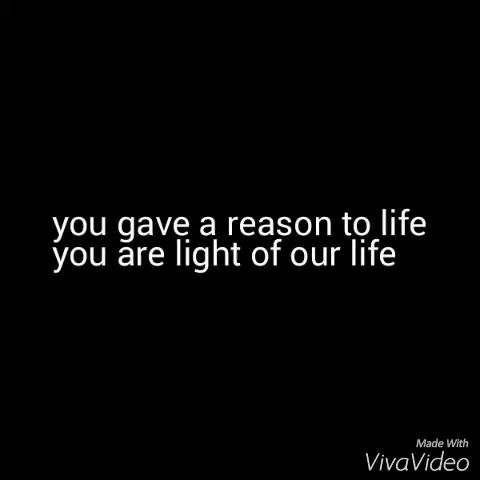 you gave a reason to life
you are light of our life
Made With
VivaVideo